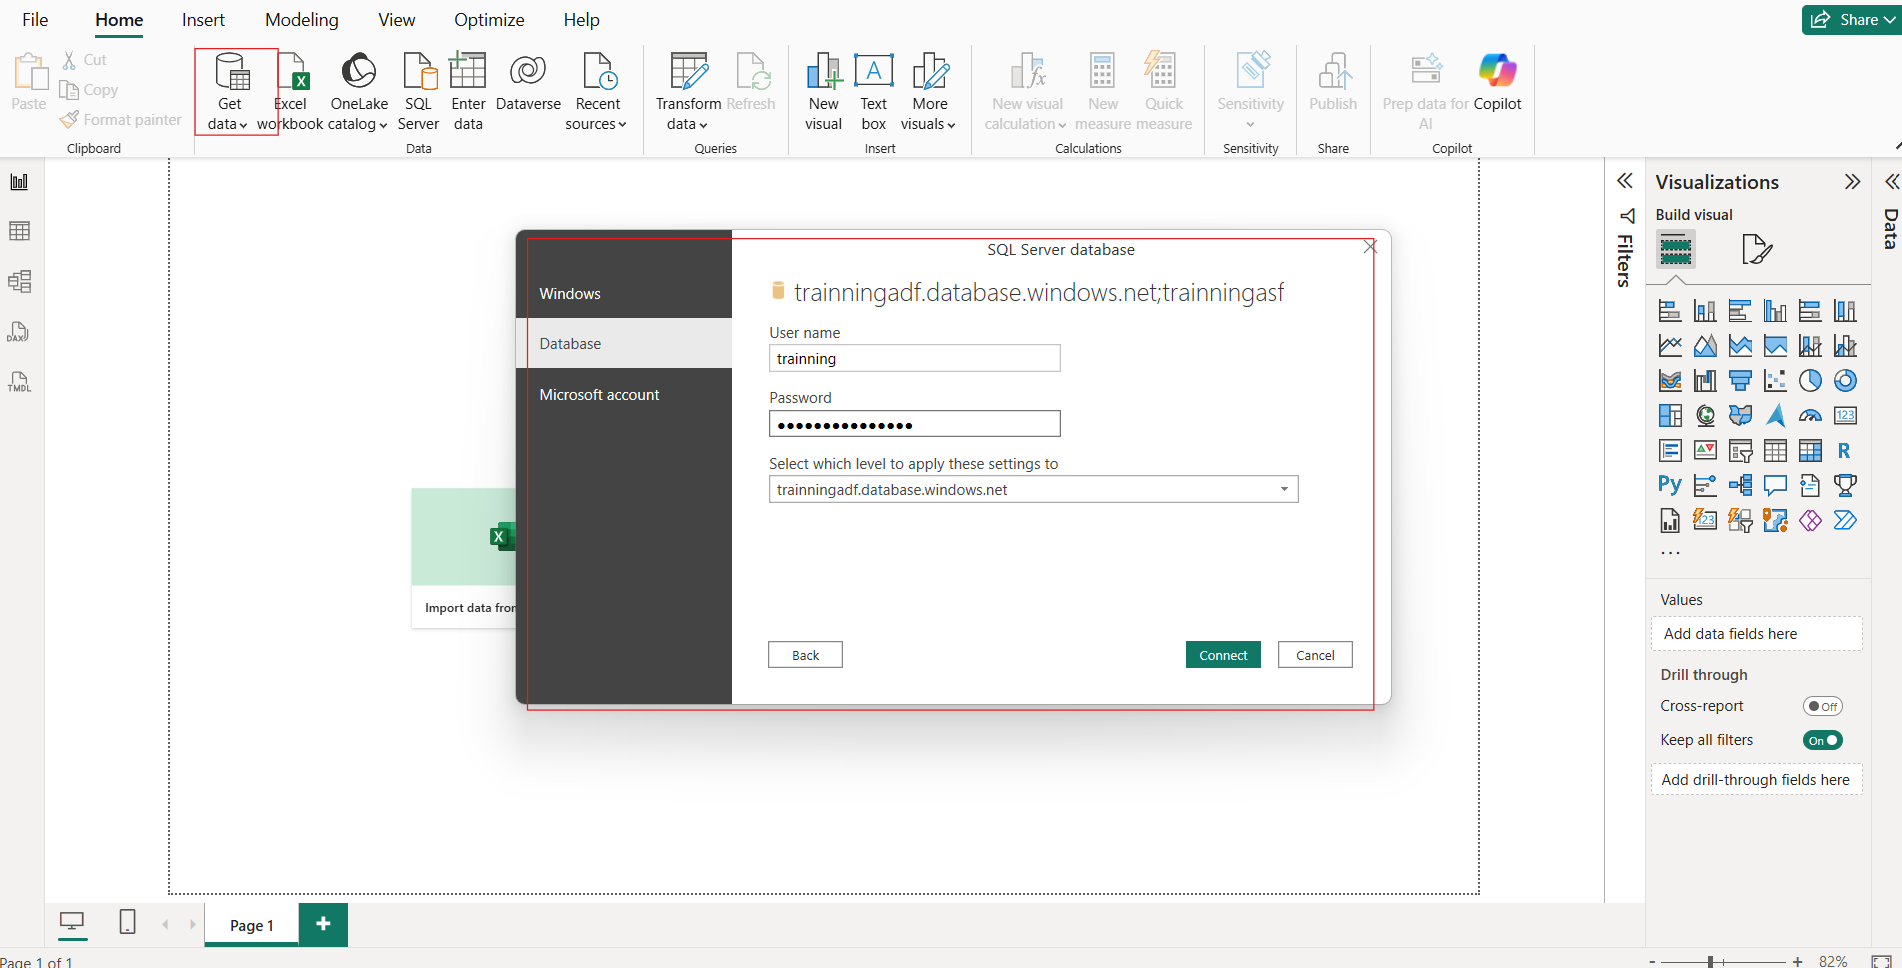 File Home Insert Modeling View Optimize Help
Share
Paste
Cut
Copy
Format painter
Clipboard
Get data
Excel workbook
OneLake catalog
SQL Server
Enter data
Dataverse
Recent sources
Data
Transform data
Refresh
Queries
New visual
A
Text box
More visuals
Insert
New visual calculation
New measure
Quick measure
Calculations
Sensitivity
Sensitivity
Publish
Share
Prep data for AI
Copilot
Copilot
DAX
TMDL
X
Import data from
SQL Server database
Windows
Database
Microsoft account
trainningadf.database.windows.net;trainningasf
User name
trainning
Password
Select which level to apply these settings to
trainningadf.database.windows.net
Back
Connect
Cancel
Filters
Visualizations
Build visual
123
R
Py
123
...
Values
Add data fields here
Drill through
Cross-report
Off
Keep all filters
On
Add drill-through fields here
Data
Page 1
+
Page 1 of 1
- + 82%